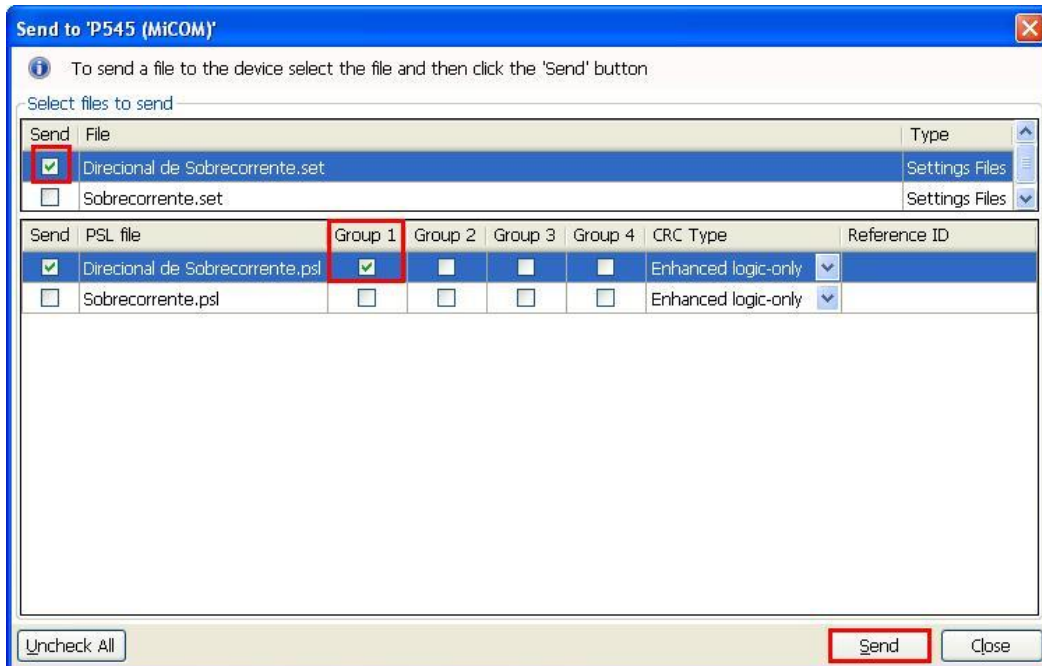 Send to 'P545 (MiCOM)'
To send a file to the device select the file and then click the 'Send' button
Select files to send
Send File Type
Direcional de Sobrecorrente.set Settings Files
Sobrecorrente.set Settings Files
Send PSL file Group 1 Group 2 Group 3 Group 4 CRC Type Reference ID
Direcional de Sobrecorrente.psl Enhanced logic-only
Sobrecorrente.psl Enhanced logic-only
Uncheck All Send Close